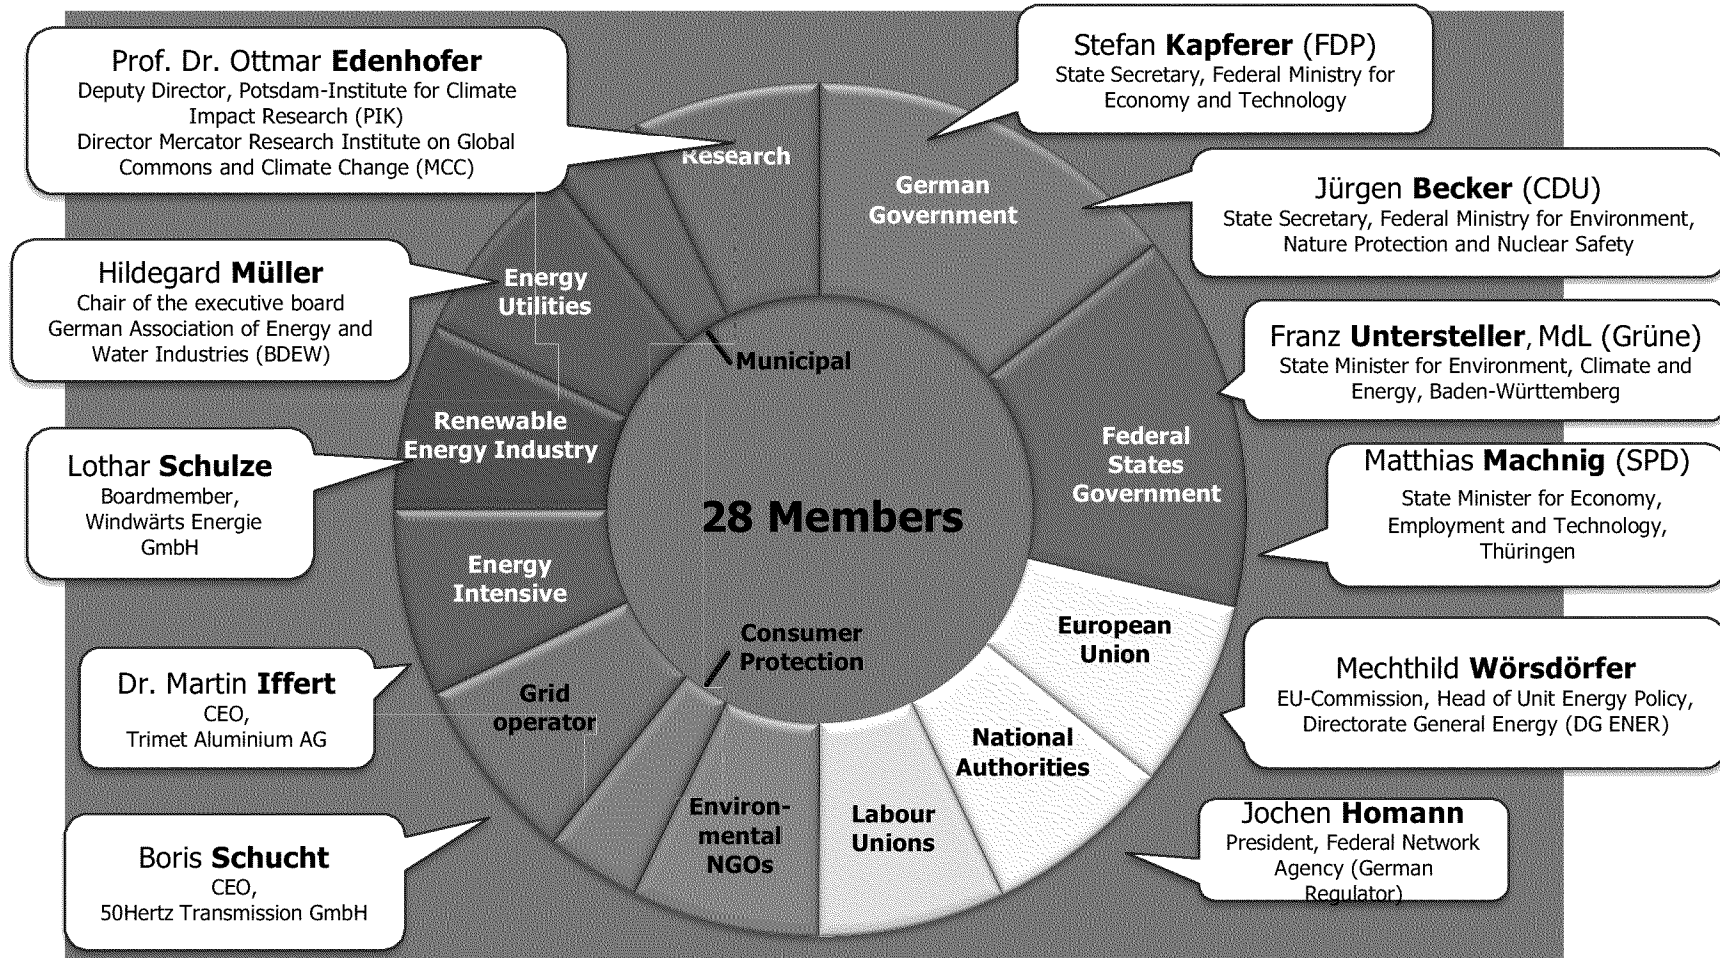 Prof. Dr. Ottmar Edenhofer
Deputy Director, Potsdam-Institute for Climate
Impact Research (PIK)
Director Mercator Research Institute on Global
Commons and Climate Change (MCC)
Stefan Kapferer (FDP)
State Secretary, Federal Ministry for
Economy and Technology
Jürgen Becker (CDU)
State Secretary, Federal Ministry for Environment,
Nature Protection and Nuclear Safety
Hildegard Müller
Chair of the executive board
German Association of Energy and
Water Industries (BDEW)
Franz Untersteller, MdL (Grüne)
State Minister for Environment, Climate and
Energy, Baden-Württemberg
Lothar Schulze
Boardmember,
Windwärts Energie
GmbH
Matthias Machnig (SPD)
State Minister for Economy,
Employment and Technology,
Thüringen
Dr. Martin Iffert
CEO,
Trimet Aluminium AG
Mechthild Wörsdörfer
EU-Commission, Head of Unit Energy Policy,
Directorate General Energy (DG ENER)
Boris Schucht
CEO,
50Hertz Transmission GmbH
Jochen Homann
President, Federal Network
Agency (German
Regulator)
Research
German
Government
Energy
Utilities
Municipal
Renewable
Energy Industry
Federal
States
Government
28 Members
Energy
Intensive
Consumer
Protection
European
Union
Grid
operator
National
Authorities
Environ-
mental
NGOs
Labour
Unions